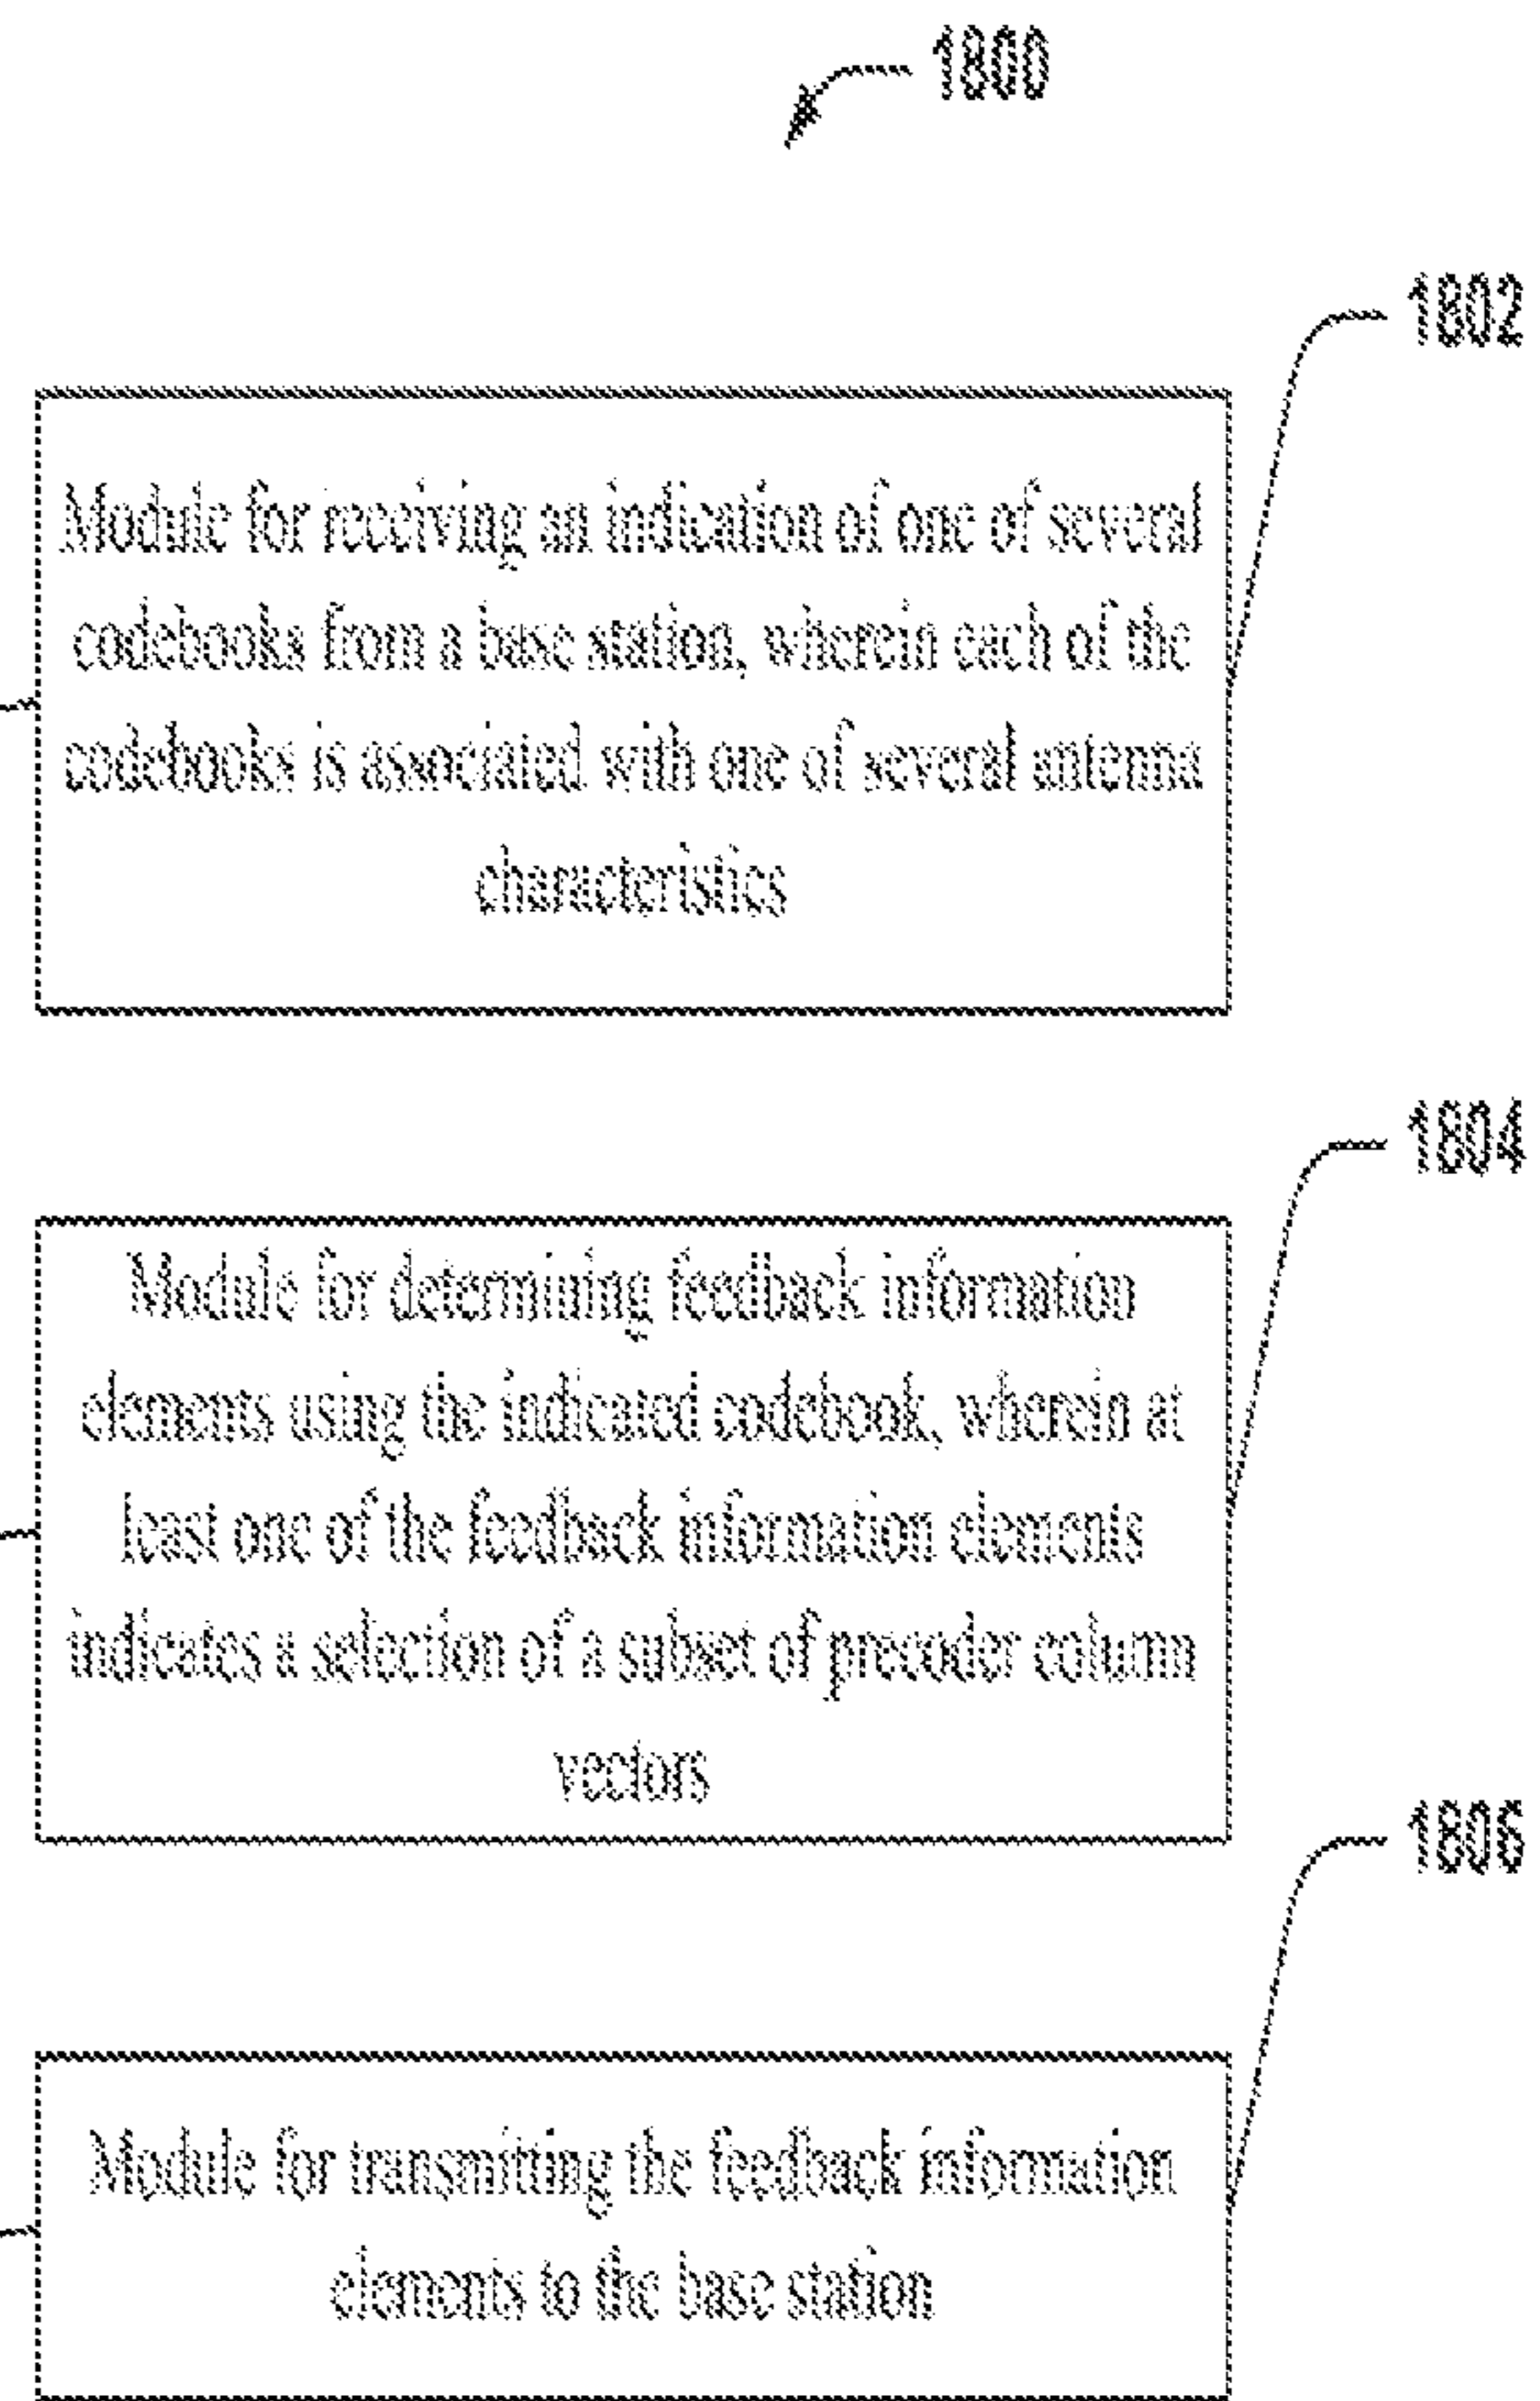 1800
1802
Module for receiving an indication of one of several
codebooks from a base station, wherein each of the
codebooks is associated with one of several antenna
characteristics
1804
Module for determining feedback information
elements using the indicated codebook, wherein at
least one of the feedback information elements
indicates a selection of a subset of precoder column
vectors
1806
Module for transmitting the feedback information
elements to the base station